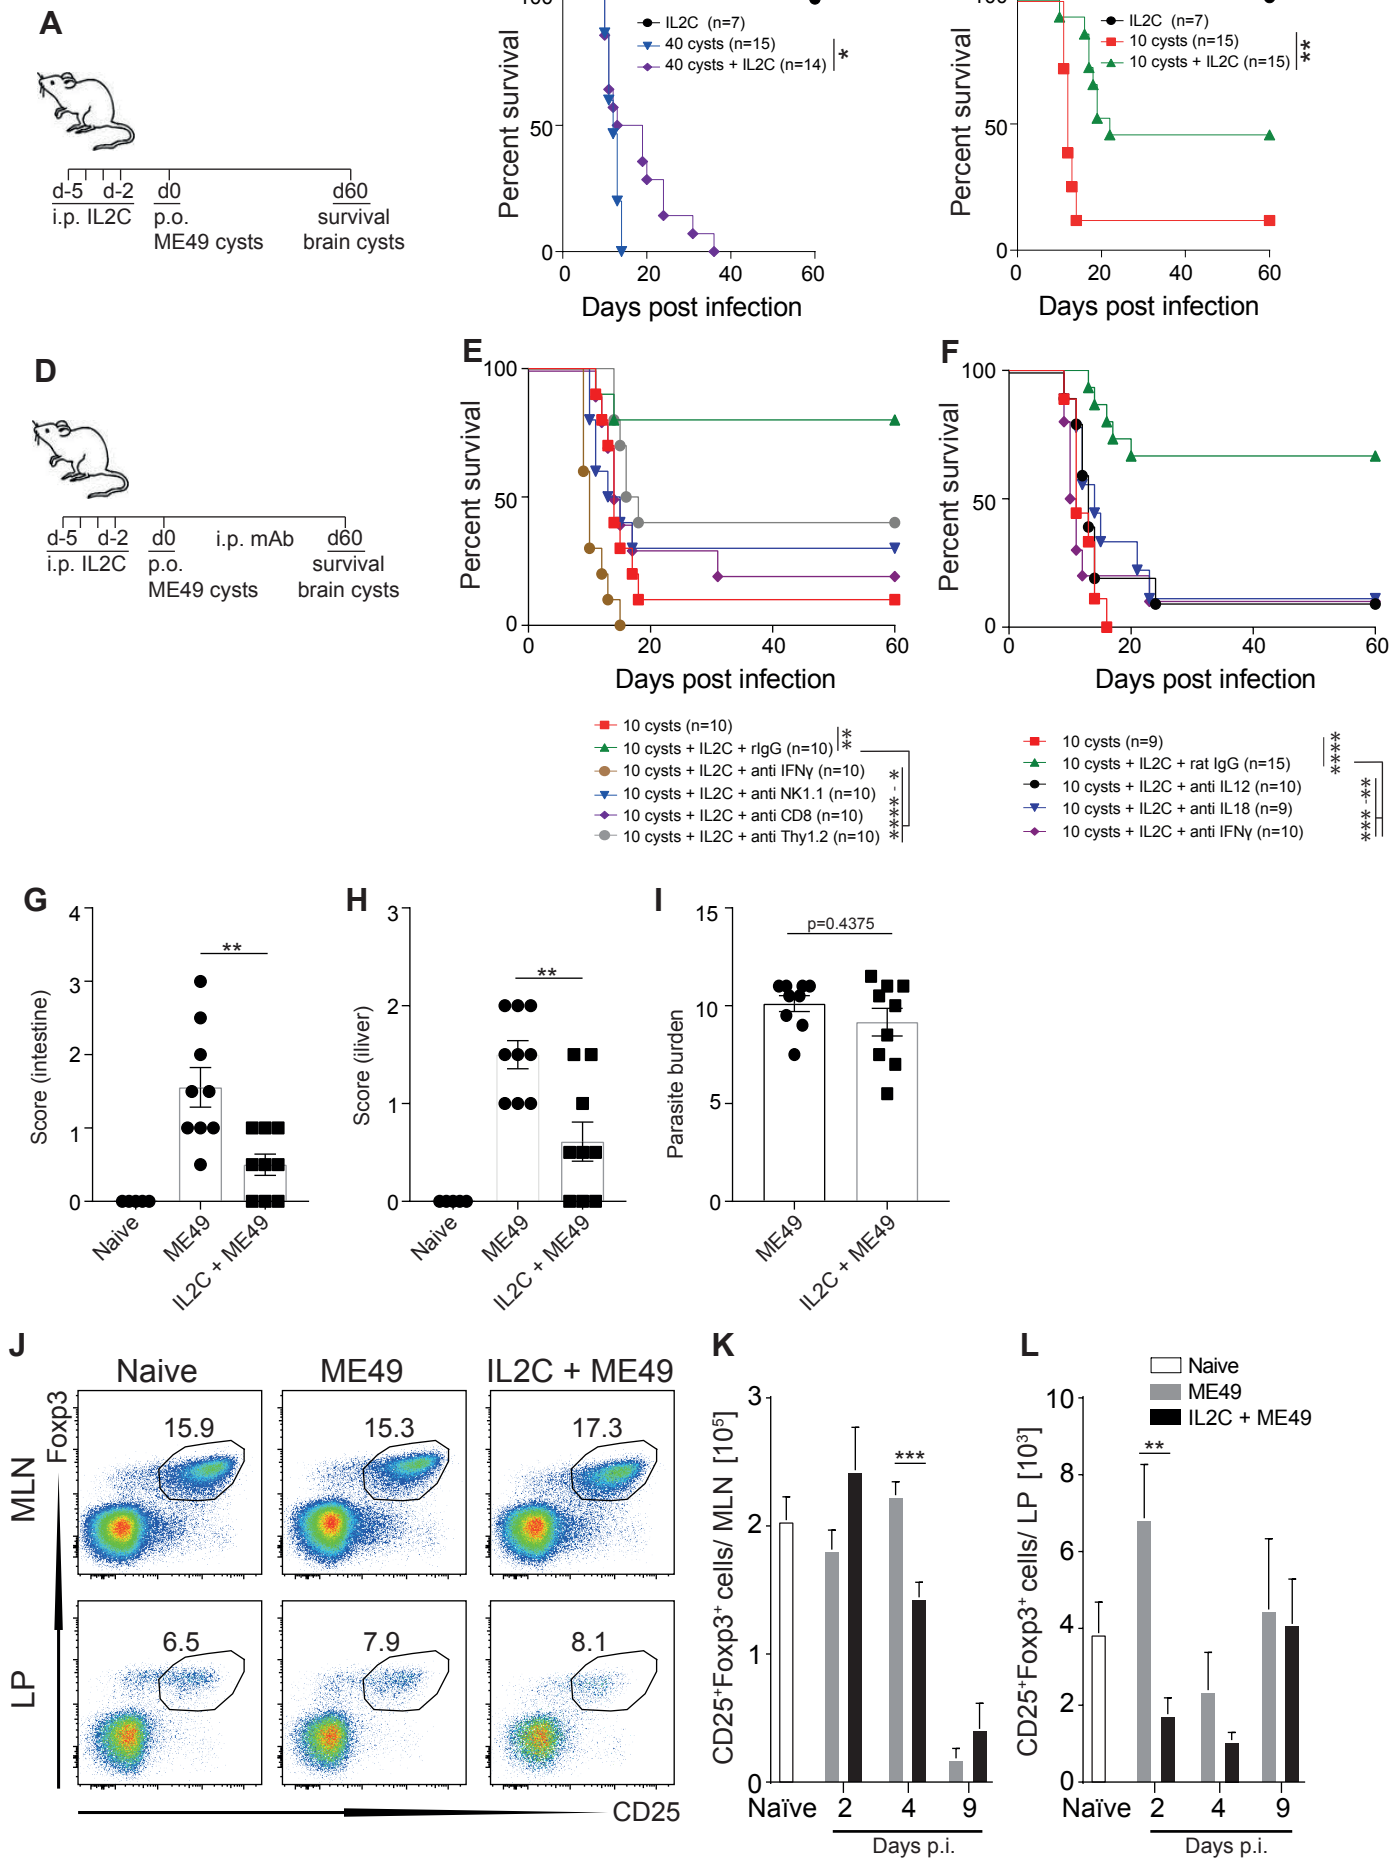 A
d-5 d-2 d0 d60
i.p. IL2C p.o. survival
ME49 cysts brain cysts
Percent survival
50
0
0 20 40 60
Days post infection
IL2C (n=7)
40 cysts (n=15)
40 cysts + IL2C (n=14)
*
Percent survival
50
0
0 20 40 60
Days post infection
IL2C (n=7)
10 cysts (n=15)
10 cysts + IL2C (n=15)
**
D
d-5 d-2 d0 i.p. mAb d60
i.p. IL2C p.o. survival
ME49 cysts brain cysts
E
Percent survival
100
50
0
0 20 40 60
Days post infection
10 cysts (n=10)
10 cysts + IL2C + rIgG (n=10)
10 cysts + IL2C + anti IFNγ (n=10)
10 cysts + IL2C + anti NK1.1 (n=10)
10 cysts + IL2C + anti CD8 (n=10)
10 cysts + IL2C + anti Thy1.2 (n=10)
**
**** - *
F
Percent survival
100
50
0
0 20 40 60
Days post infection
10 cysts (n=9)
10 cysts + IL2C + rat IgG (n=15)
10 cysts + IL2C + anti IL12 (n=10)
10 cysts + IL2C + anti IL18 (n=9)
10 cysts + IL2C + anti IFNγ (n=10)
****
*** -**
G
Score (intestine)
4
3
2
1
0
**
Naive
ME49
IL2C + ME49
H
Score (iliver)
3
2
1
0
**
Naive
ME49
IL2C + ME49
I
Parasite burden
15
10
5
0
p=0.4375
ME49
IL2C + ME49
J
Naive ME49 IL2C + ME49
Foxp3
MLN
15.9 15.3 17.3
LP
6.5 7.9 8.1
CD25
K
CD25+Foxp3+ cells/ MLN [10⁵]
3
2
1
0
***
Naïve 2 4 9
Days p.i.
L
Naive
ME49
IL2C + ME49
CD25+Foxp3+ cells/ LP [10³]
10
8
6
4
2
0
**
Naïve 2 4 9
Days p.i.